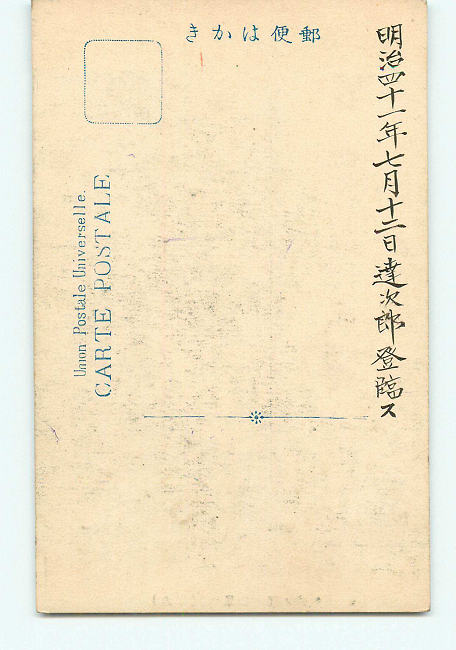 郵便はかき
明治四十一年七月十二日達次郎登臨ス
Union Postale Universelle.
CARTE POSTALE